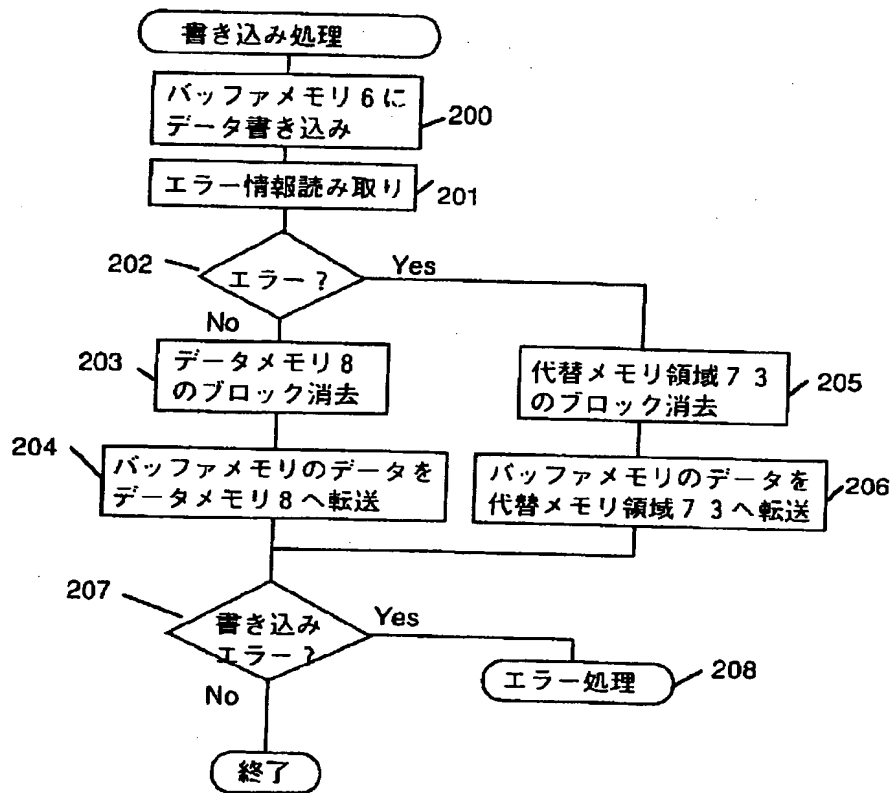 書き込み処理
バッファメモリ6に
データ書き込み
200
エラー情報読み取り
201
202
エラー?
Yes
No
203
データメモリ8
のブロック消去
代替メモリ領域73
のブロック消去
205
204
バッファメモリのデータを
データメモリ8へ転送
バッファメモリのデータを
代替メモリ領域73へ転送
206
207
書き込み
エラー?
Yes
No
エラー処理
208
終了